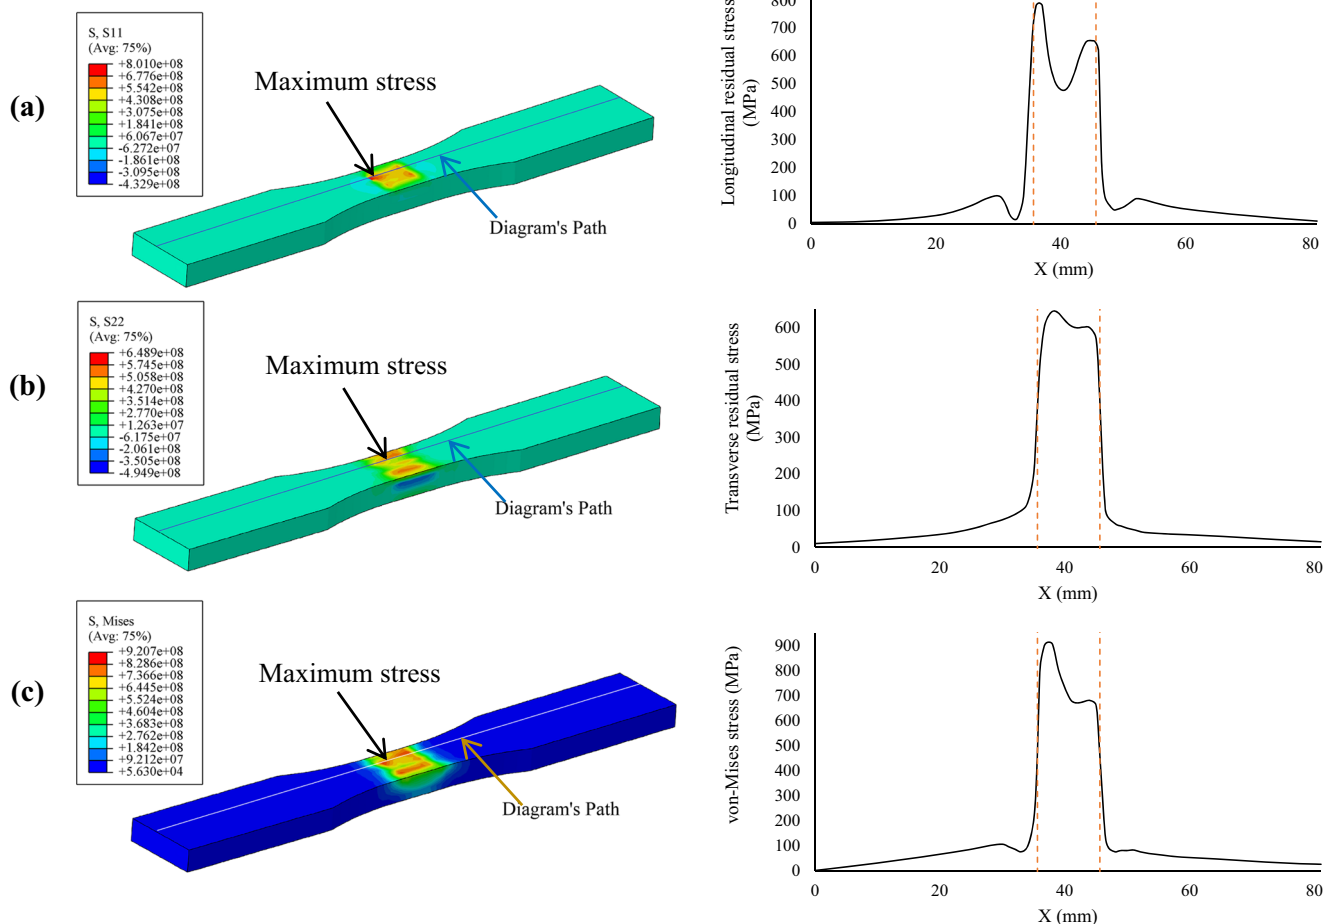 (a)
S, S11
(Avg: 75%)
+8.010e+08
+6.776e+08
+5.542e+08
+4.308e+08
+3.075e+08
+1.841e+08
+6.067e+07
-6.272e+07
-1.861e+08
-3.095e+08
-4.329e+08
Maximum stress
Diagram's Path
Longitudinal residual stress
(MPa)
800
700
600
500
400
300
200
100
0
0 20 40 60 80
X (mm)
(b)
S, S22
(Avg: 75%)
+6.489e+08
+5.745e+08
+5.058e+08
+4.270e+08
+3.514e+08
+2.770e+08
+1.263e+07
-6.175e+07
-2.061e+08
-3.505e+08
-4.949e+08
Maximum stress
Diagram's Path
Transverse residual stress
(MPa)
600
500
400
300
200
100
0
0 20 40 60 80
X (mm)
(c)
S, Mises
(Avg: 75%)
+9.207e+08
+8.286e+08
+7.366e+08
+6.445e+08
+5.524e+08
+4.604e+08
+3.683e+08
+2.762e+08
+1.842e+08
+9.212e+07
+5.630e+04
Maximum stress
Diagram's Path
von-Mises stress (MPa)
900
800
700
600
500
400
300
200
100
0
0 20 40 60 80
X (mm)